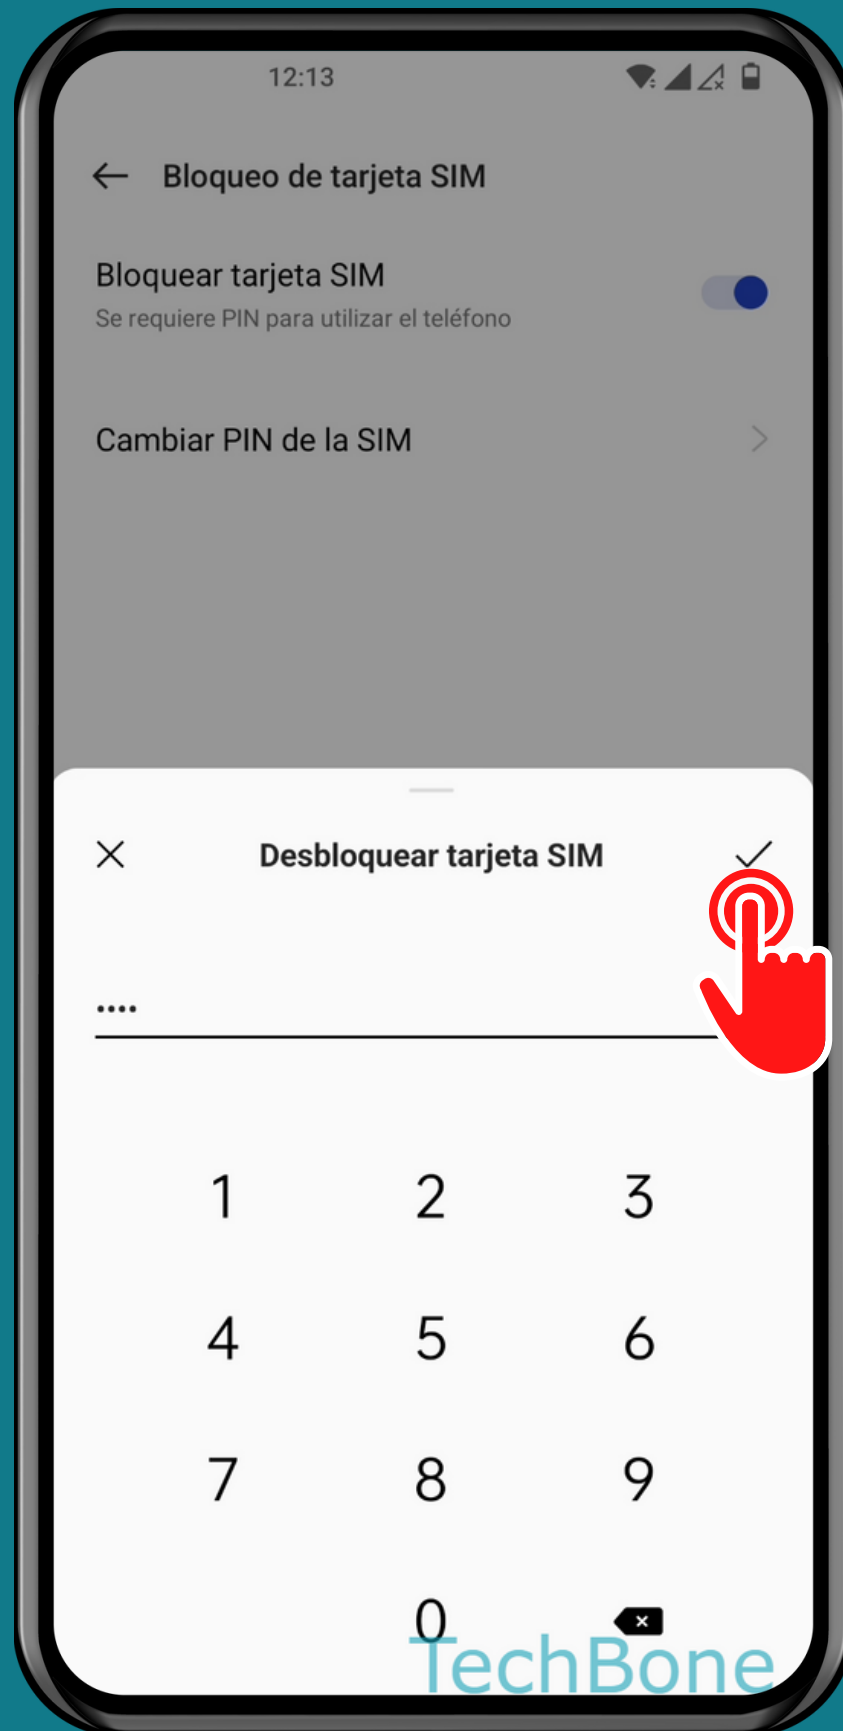 12:13
Bloqueo de tarjeta SIM
Bloquear tarjeta SIM
Se requiere PIN para utilizar el teléfono
Cambiar PIN de la SIM
Desbloquear tarjeta SIM
••••
1 2 3
4 5 6
7 8 9
0
TechBone